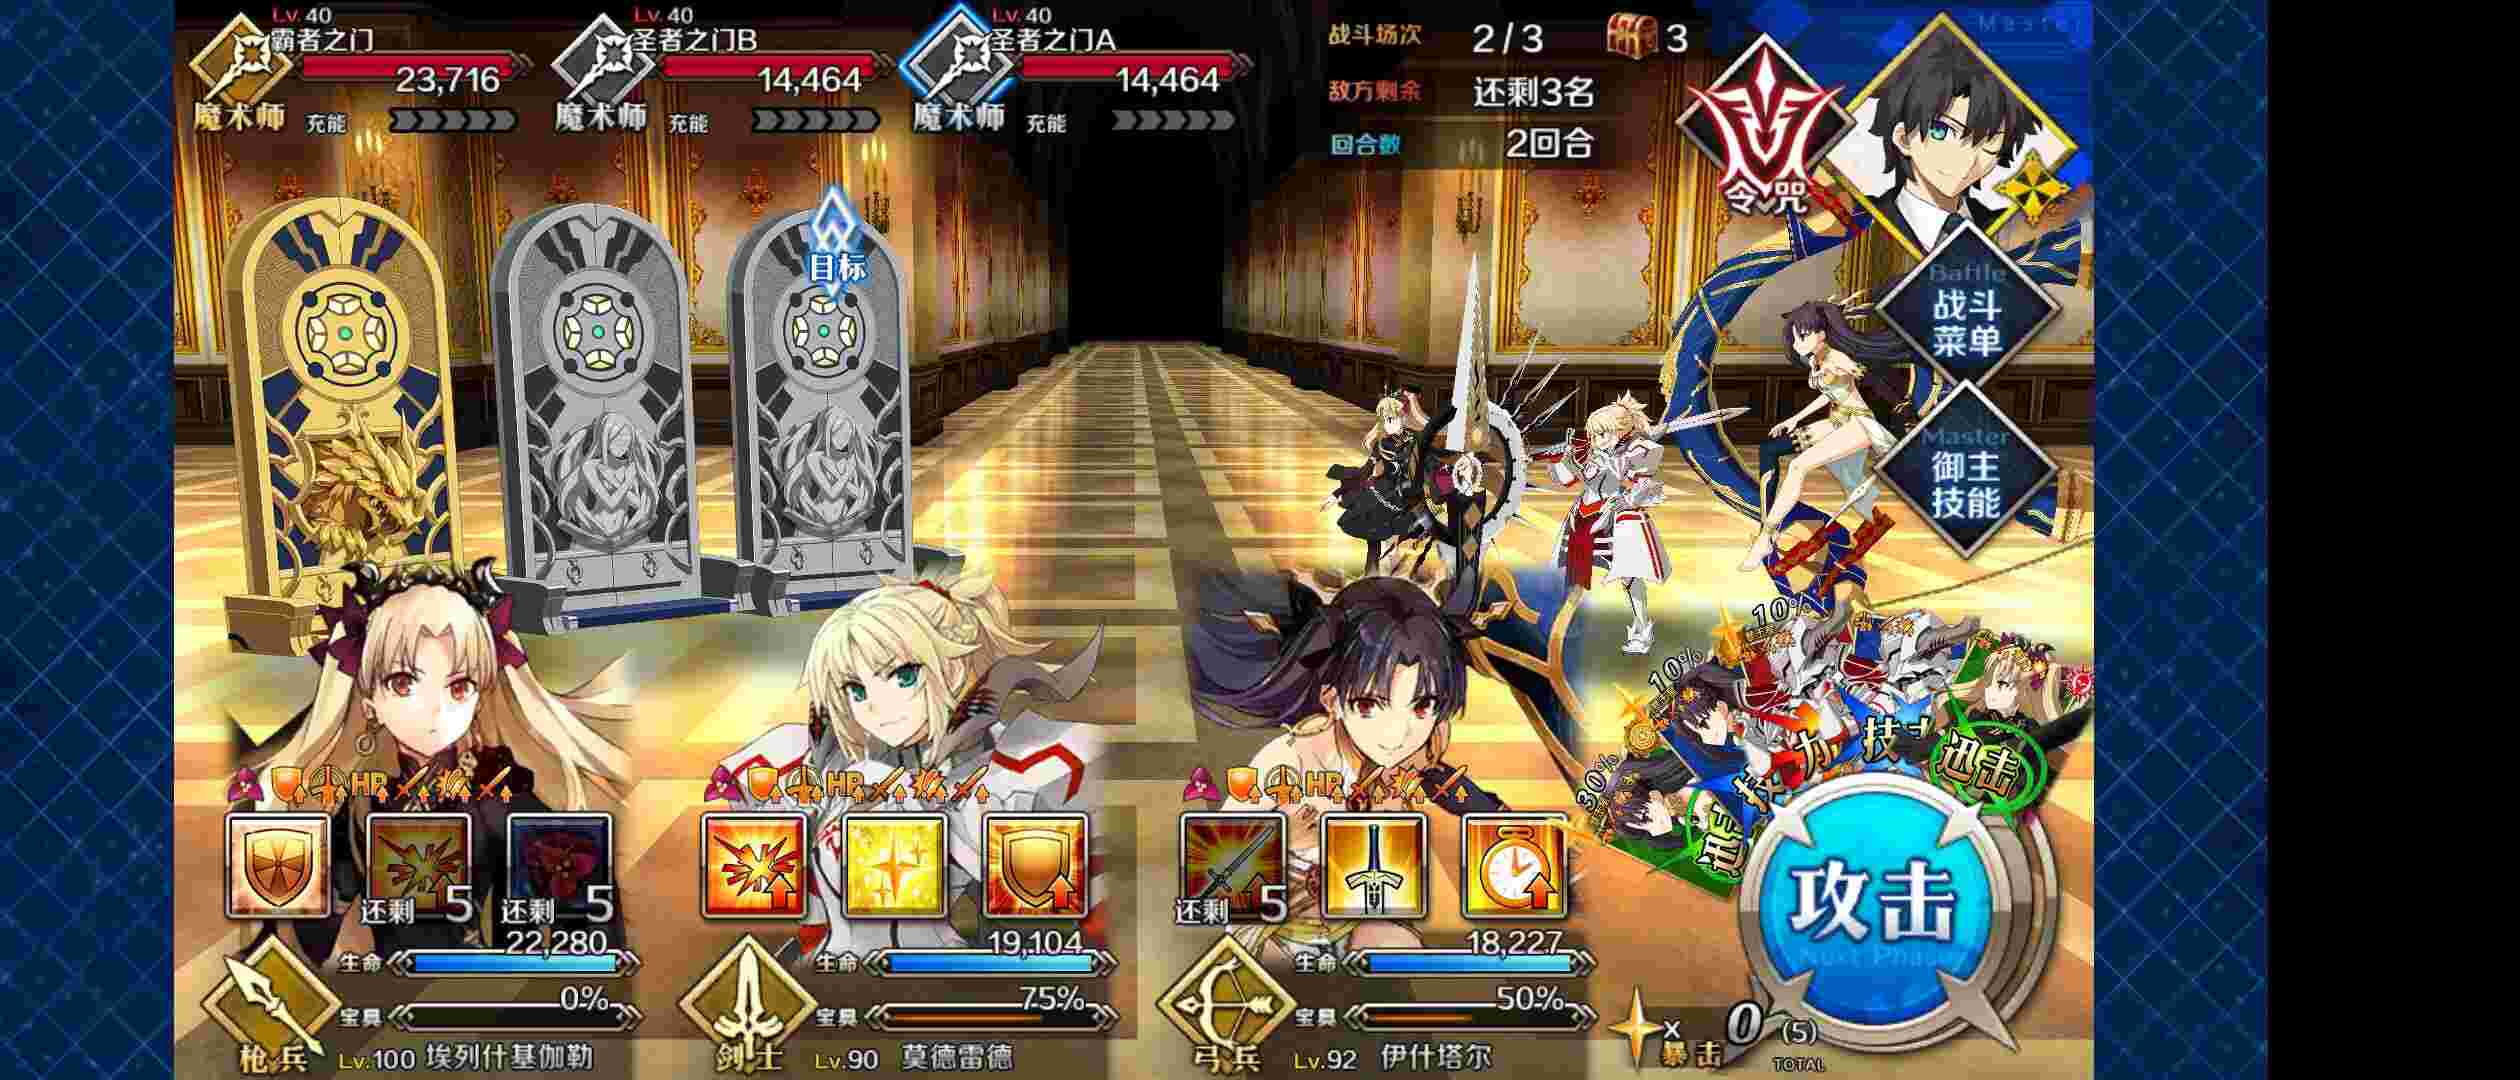 Lv.40
霸者之门
23,716
魔术师 充能
Lv.40
圣者之门B
14,464
魔术师 充能
Lv.40
圣者之门A
14,464
魔术师 充能
战斗场次 2/3 3
敌方剩余 还剩3名
回合数 2回合
令咒
Master
目标
Battle
战斗
菜单
Master
御主
技能
10%
10%
30%
技
力
技
迅击
HP
HP
HP
还剩 5
还剩 5
还剩 5
攻击
Next Phase
生命 22,280
宝具 0%
枪兵 Lv.100 埃列什基伽勒
生命 19,104
宝具 75%
剑士 Lv.90 莫德雷德
生命 18,227
宝具 50%
弓兵 Lv.92 伊什塔尔
x 0 (5)
暴击 TOTAL